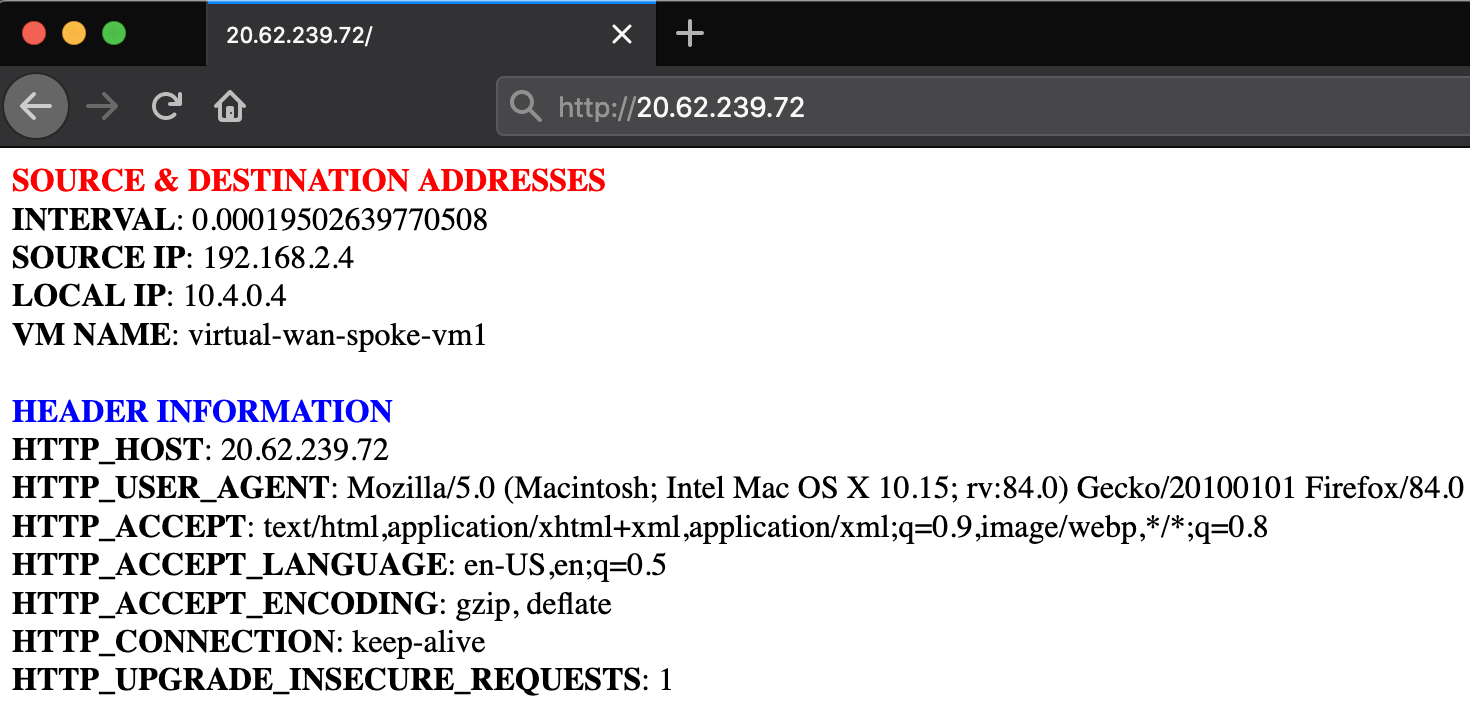 20.62.239.72/
http://20.62.239.72
SOURCE & DESTINATION ADDRESSES
INTERVAL: 0.00019502639770508
SOURCE IP: 192.168.2.4
LOCAL IP: 10.4.0.4
VM NAME: virtual-wan-spoke-vm1
HEADER INFORMATION
HTTP_HOST: 20.62.239.72
HTTP_USER_AGENT: Mozilla/5.0 (Macintosh; Intel Mac OS X 10.15; rv:84.0) Gecko/20100101 Firefox/84.0
HTTP_ACCEPT: text/html,application/xhtml+xml,application/xml;q=0.9,image/webp,*/*;q=0.8
HTTP_ACCEPT_LANGUAGE: en-US,en;q=0.5
HTTP_ACCEPT_ENCODING: gzip, deflate
HTTP_CONNECTION: keep-alive
HTTP_UPGRADE_INSECURE_REQUESTS: 1